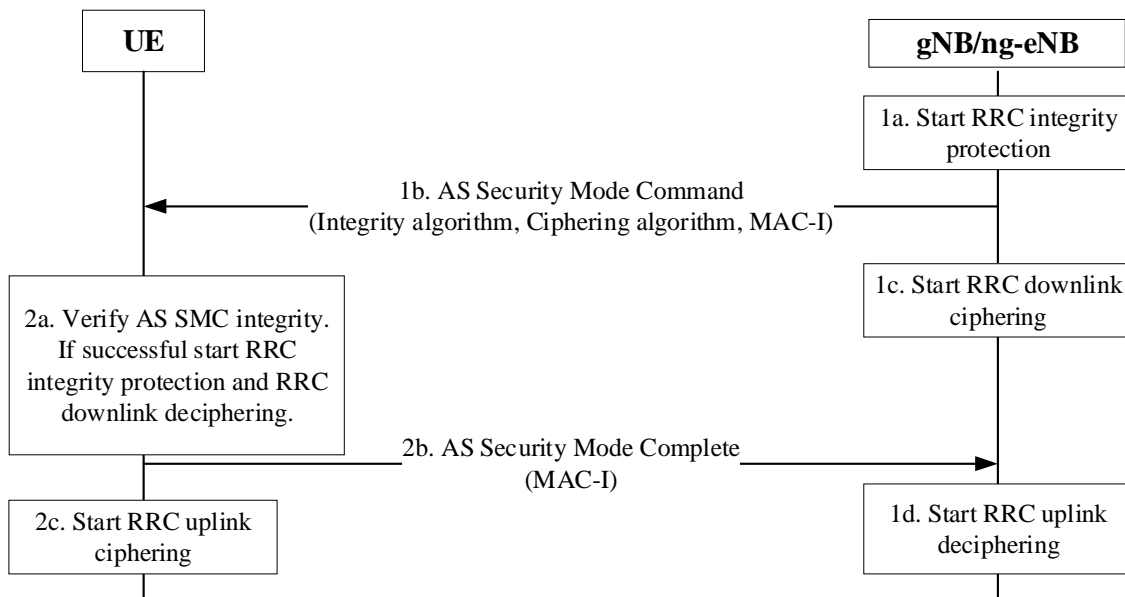 UE
gNB/ng-eNB
1a. Start RRC integrity
protection
1b. AS Security Mode Command
(Integrity algorithm, Ciphering algorithm, MAC-I)
1c. Start RRC downlink
ciphering
2a. Verify AS SMC integrity.
If successful start RRC
integrity protection and RRC
downlink deciphering.
2b. AS Security Mode Complete
(MAC-I)
2c. Start RRC uplink
ciphering
1d. Start RRC uplink
deciphering